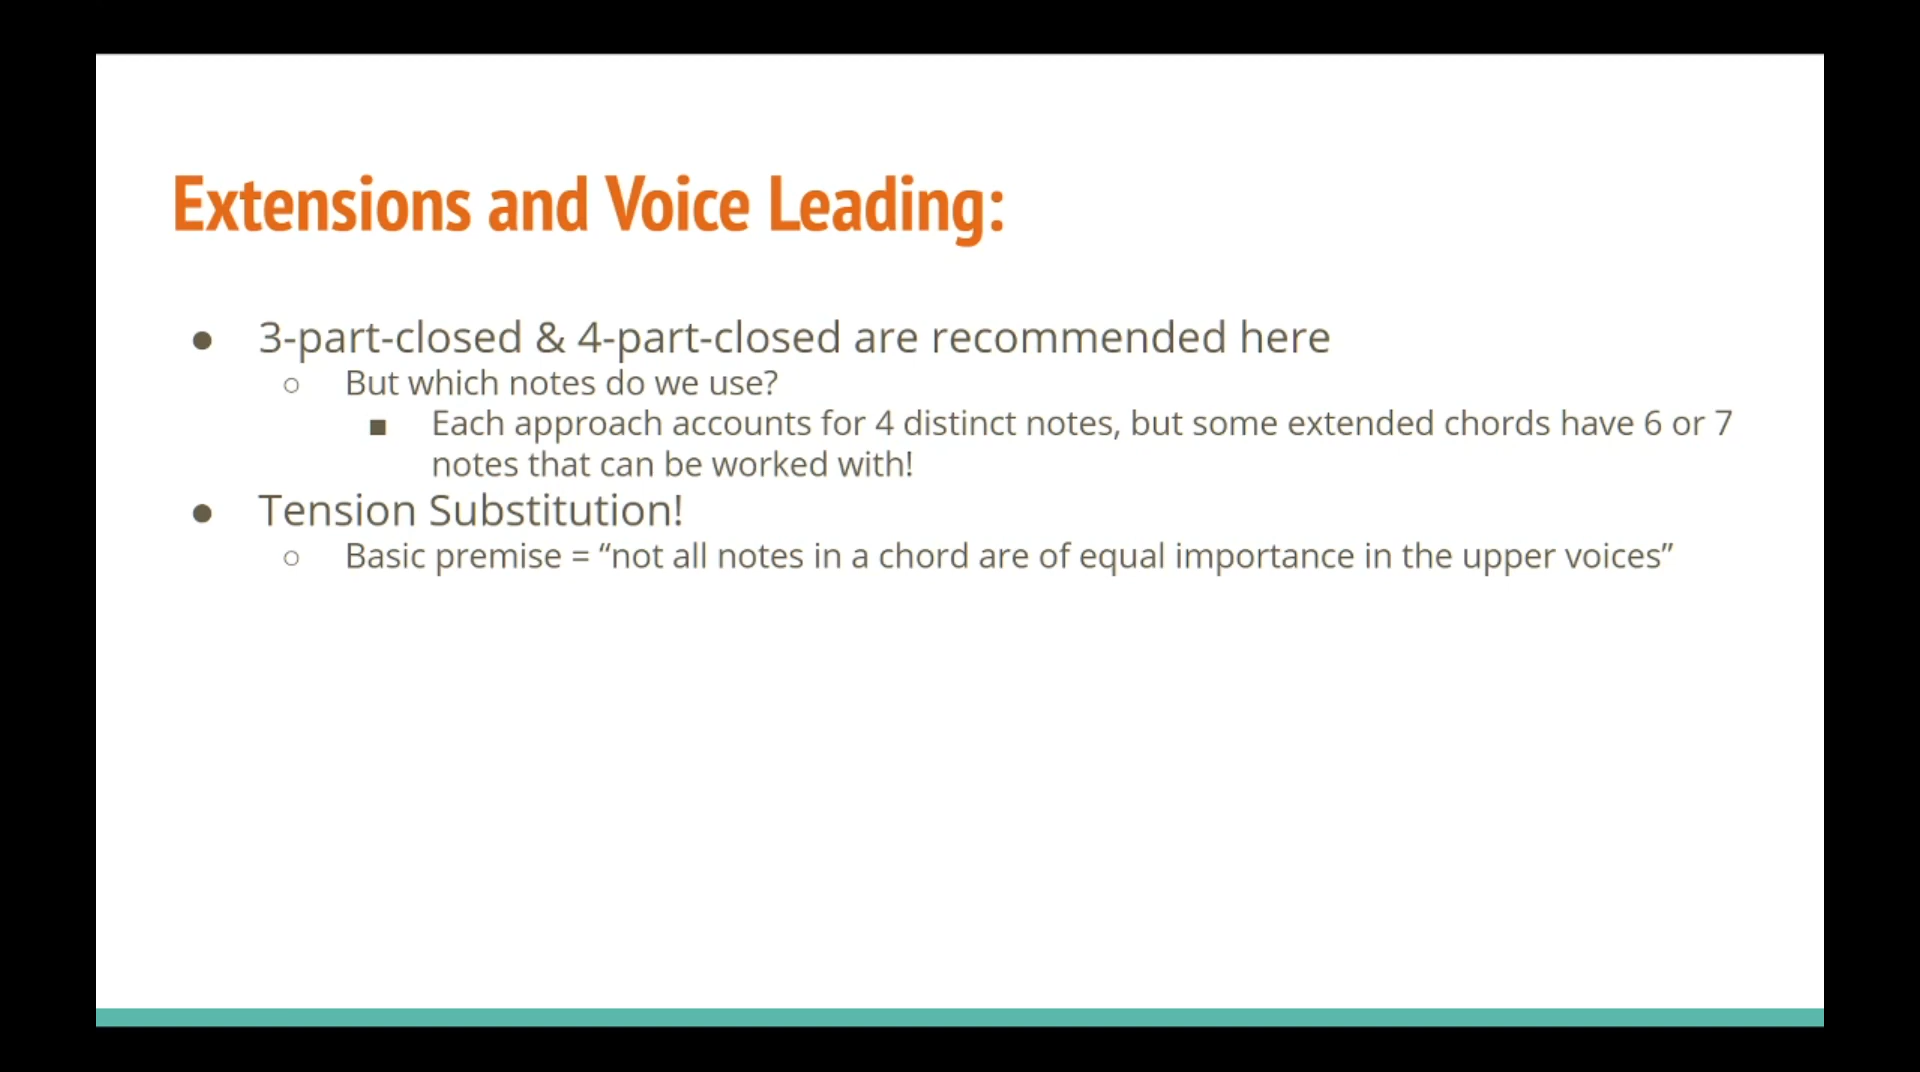 Extensions and Voice Leading:
● 3-part-closed & 4-part-closed are recommended here
○ But which notes do we use?
■ Each approach accounts for 4 distinct notes, but some extended chords have 6 or 7
notes that can be worked with!
● Tension Substitution!
○ Basic premise = “not all notes in a chord are of equal importance in the upper voices”